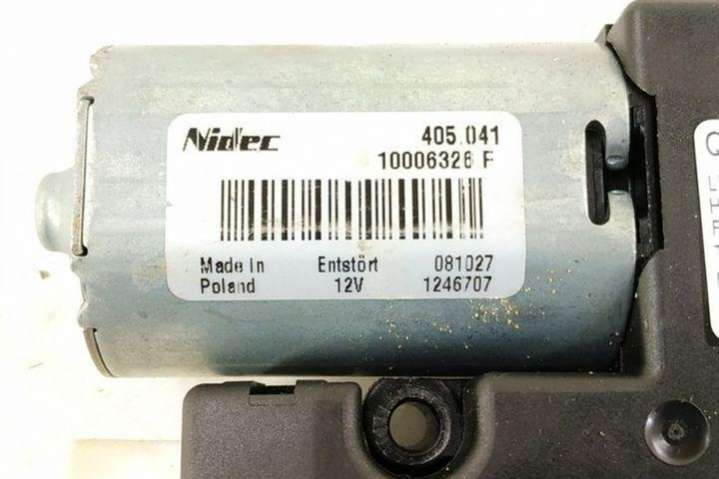 Nidec 405.041
10006326 F
Made in Entstört 081027
Poland 12V 1246707